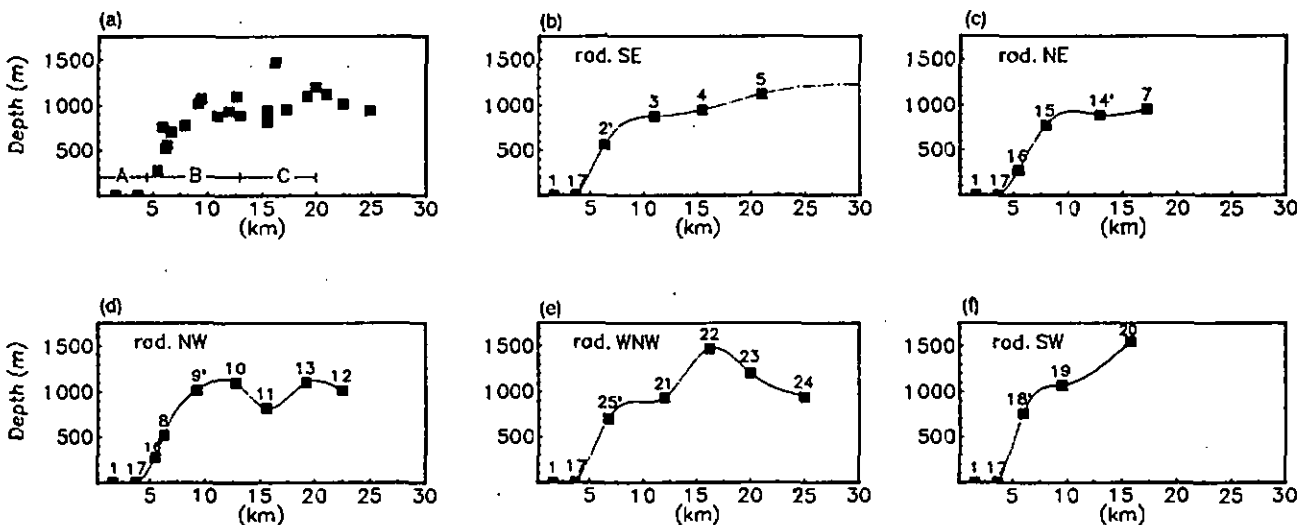 (a)
Depth (m)
1500
1000
500
A B C
5 10 15 20 25 30
(km)
(b)
rad. SE
1500
1000
500
1 17 2' 3 4 5
5 10 15 20 25 30
(km)
(c)
rad. NE
1500
1000
500
1 17 16 15 14' 7
5 10 15 20 25 30
(km)
(d)
rad. NW
Depth (m)
1500
1000
500
1 17 16 8 9' 10 11 13 12
5 10 15 20 25 30
(km)
(e)
rad. WNW
1500
1000
500
1 17 25' 21 22 23 24
5 10 15 20 25 30
(km)
(f)
rad. SW
1500
1000
500
1 17 18' 19 20
5 10 15 20 25 30
(km)